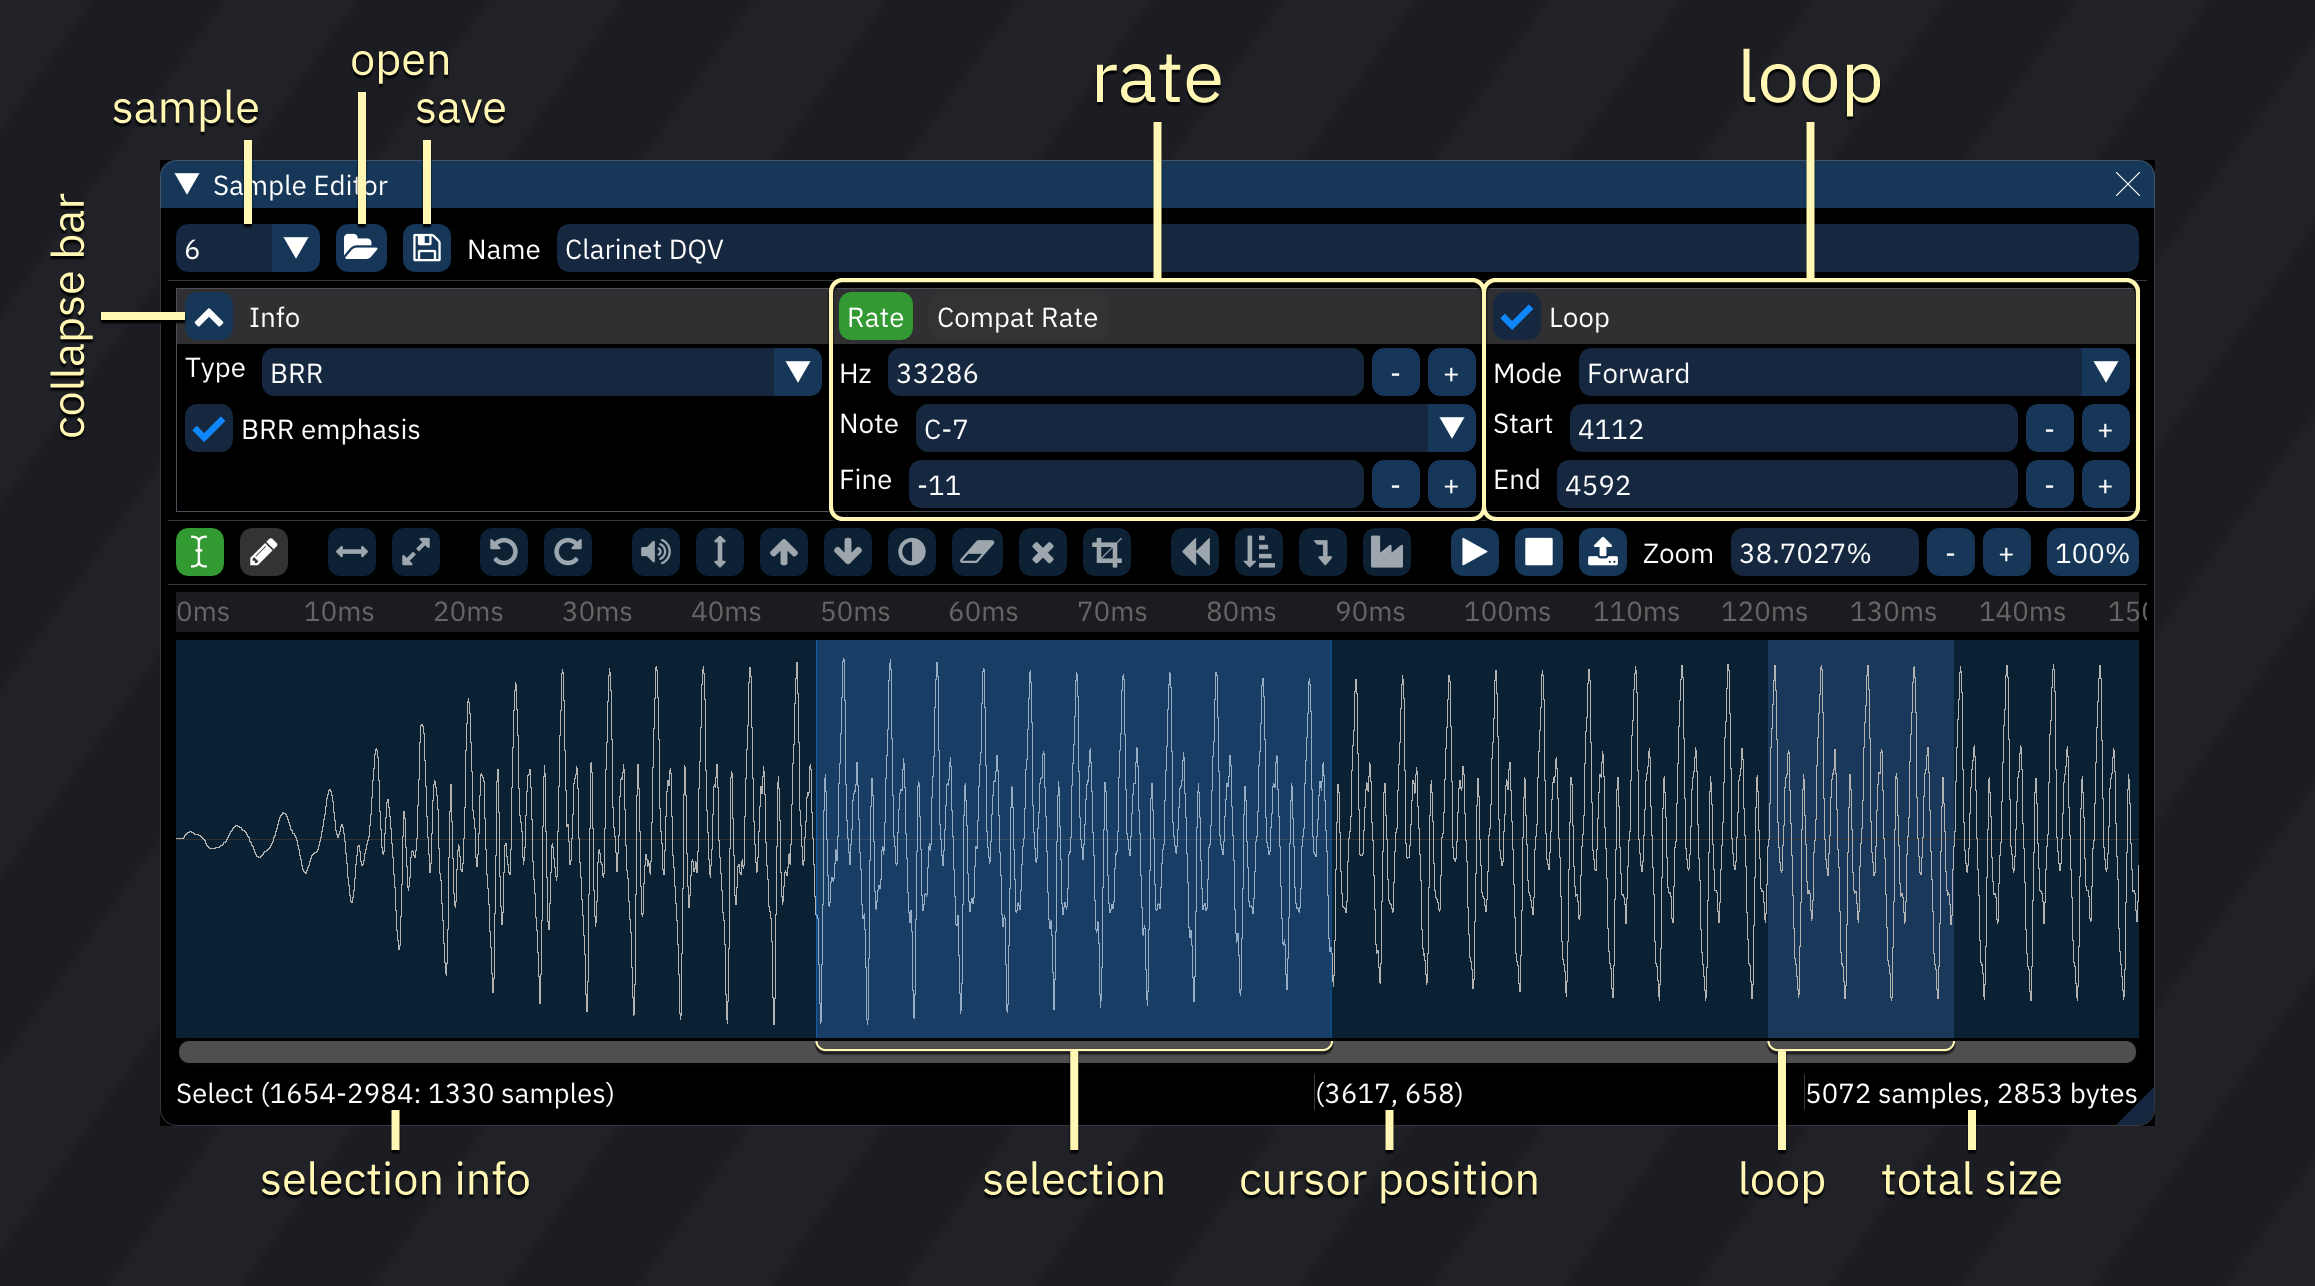 open
sample
save
rate
loop
collapse bar
Sample Editor
6
Name
Clarinet DQV
Info
Rate
Compat Rate
Loop
Type
BRR
Hz
33286
-
+
Mode
Forward
BRR emphasis
Note
C-7
Start
4112
-
+
Fine
-11
-
+
End
4592
-
+
Zoom
38.7027%
-
+
100%
0ms
10ms
20ms
30ms
40ms
50ms
60ms
70ms
80ms
90ms
100ms
110ms
120ms
130ms
140ms
150
Select (1654-2984: 1330 samples)
(3617, 658)
5072 samples, 2853 bytes
selection info
selection
cursor position
loop
total size